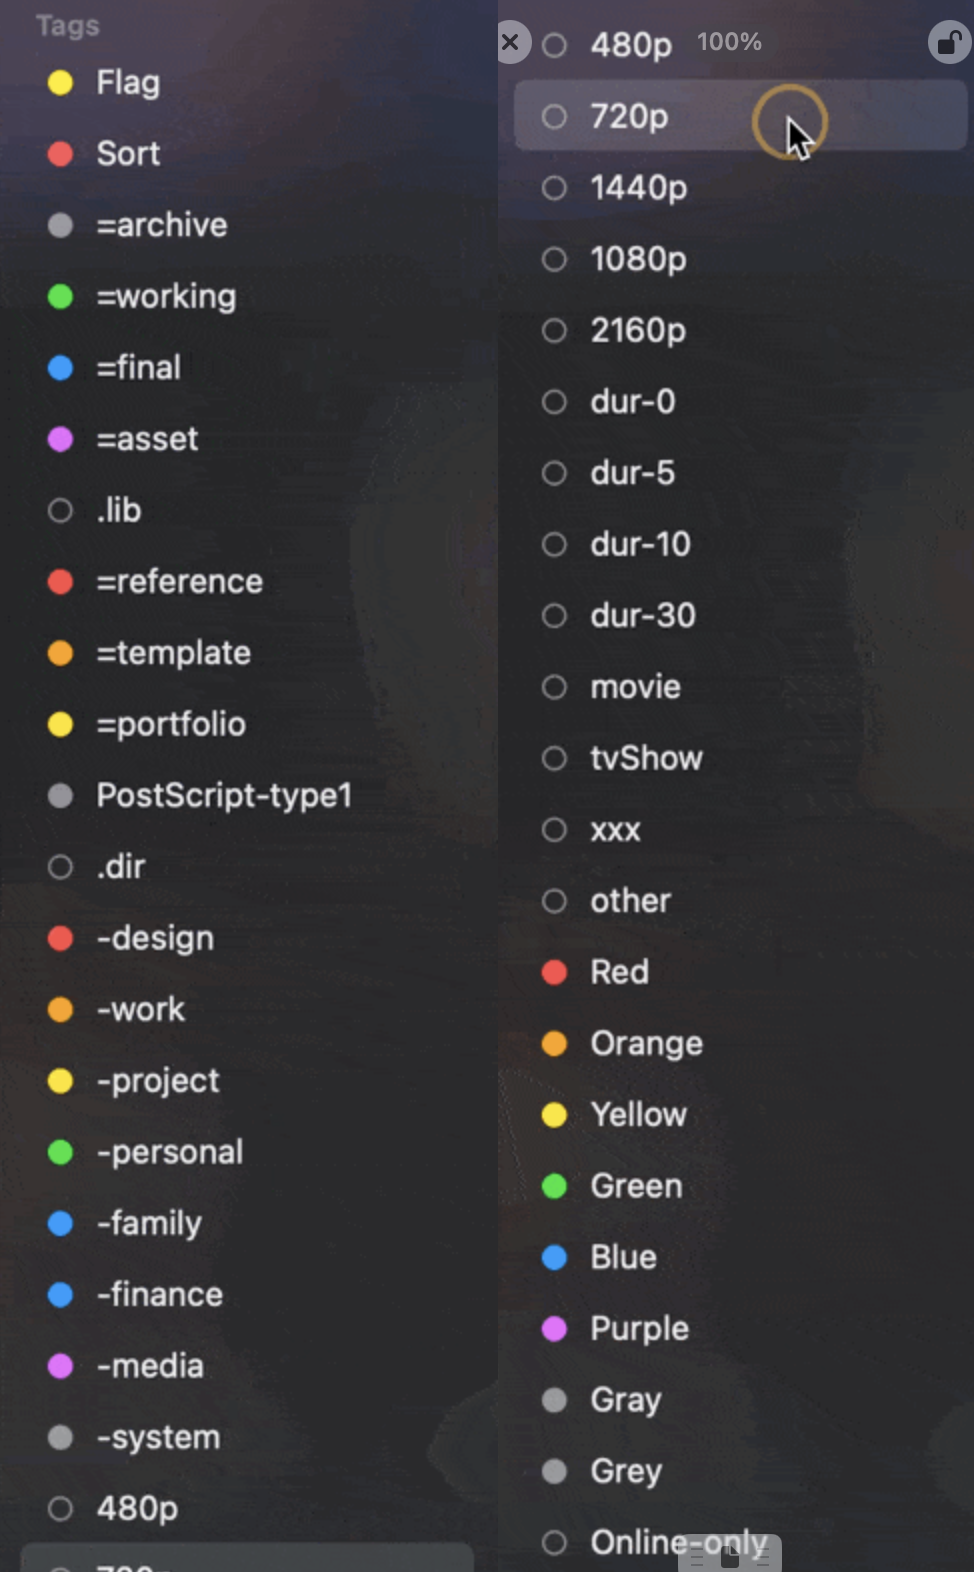 Tags
Flag
Sort
=archive
=working
=final
=asset
.lib
=reference
=template
=portfolio
PostScript-type1
.dir
-design
-work
-project
-personal
-family
-finance
-media
-system
480p
480p
100%
720p
1440p
1080p
2160p
dur-0
dur-5
dur-10
dur-30
movie
tvShow
xxx
other
Red
Orange
Yellow
Green
Blue
Purple
Gray
Grey
Online-only